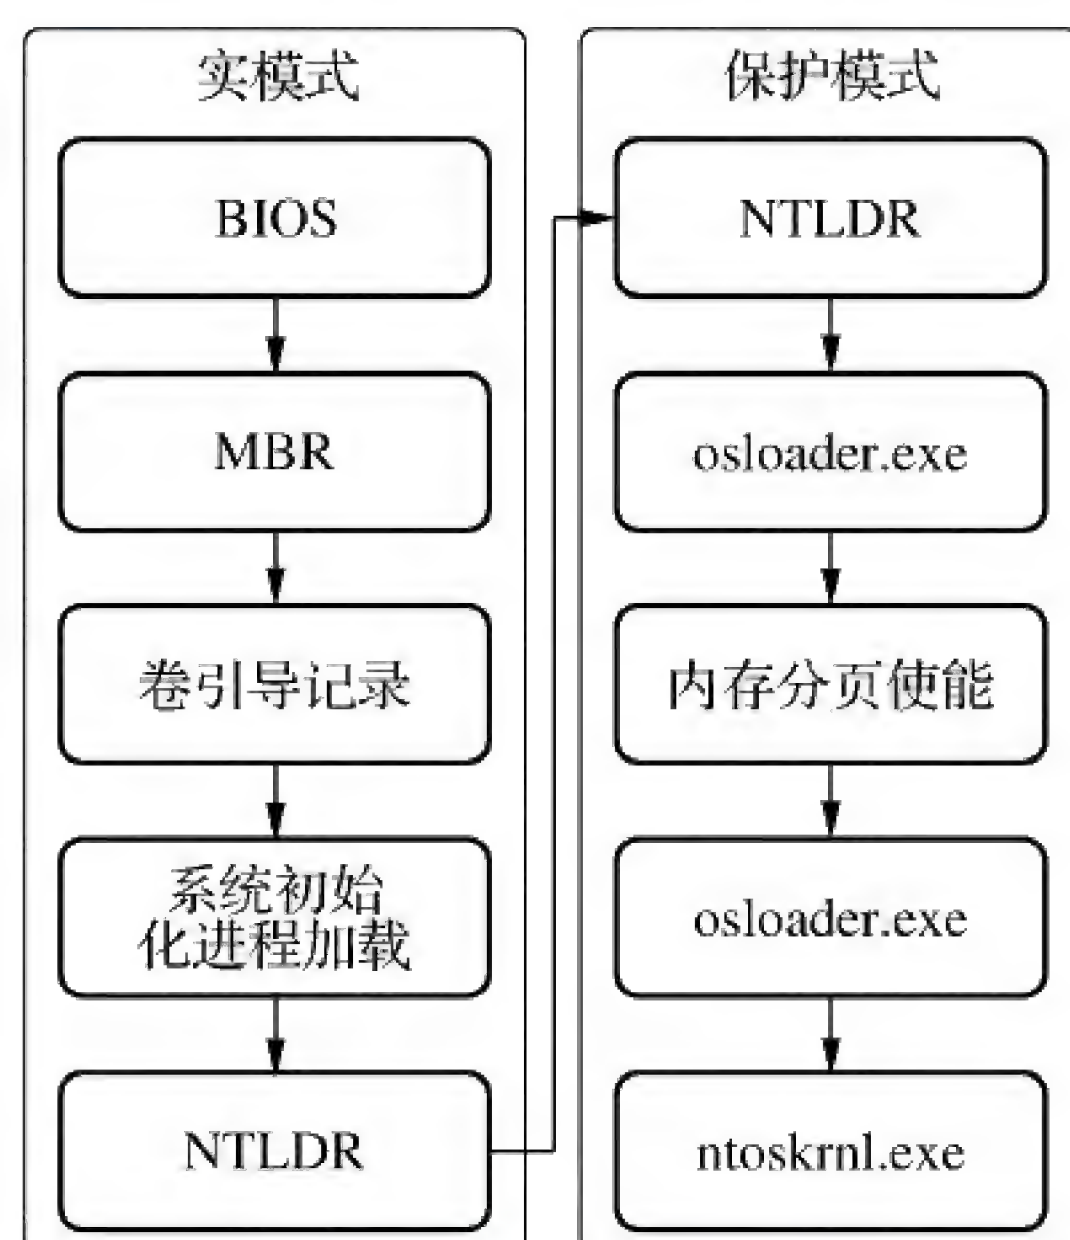 实模式
BIOS
MBR
卷引导记录
系统初始
化进程加载
NTLDR
保护模式
NTLDR
osloader.exe
内存分页使能
osloader.exe
ntoskrnl.exe